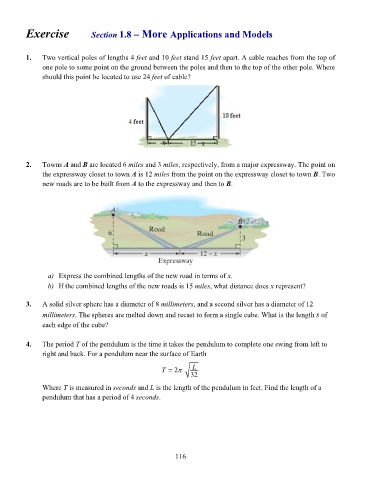 Exercise Section 1.8 – More Applications and Models
1. Two vertical poles of lengths 4 feet and 10 feet stand 15 feet apart. A cable reaches from the top of
one pole to some point on the ground between the poles and then to the top of the other pole. Where
should this point be located to use 24 feet of cable?
10 feet
4 feet
15 – x
2. Towns A and B are located 6 miles and 3 miles, respectively, from a major expressway. The point on
the expressway closet to town A is 12 miles from the point on the expressway closet to town B. Two
new roads are to be built from A to the expressway and then to B.
A
B
6 Road Road 3
x 12 – x
Expressway
a) Express the combined lengths of the new road in terms of x.
b) If the combined lengths of the new roads is 15 miles, what distance does x represent?
3. A solid silver sphere has a diameter of 8 millimeters, and a second silver has a diameter of 12
millimeters. The spheres are melted down and recast to form a single cube. What is the length s of
each edge of the cube?
4. The period T of the pendulum is the time it takes the pendulum to complete one swing from left to
right and back. For a pendulum near the surface of Earth
T = 2π √(L/32)
Where T is measured in seconds and L is the length of the pendulum in feet. Find the length of a
pendulum that has a period of 4 seconds.
116